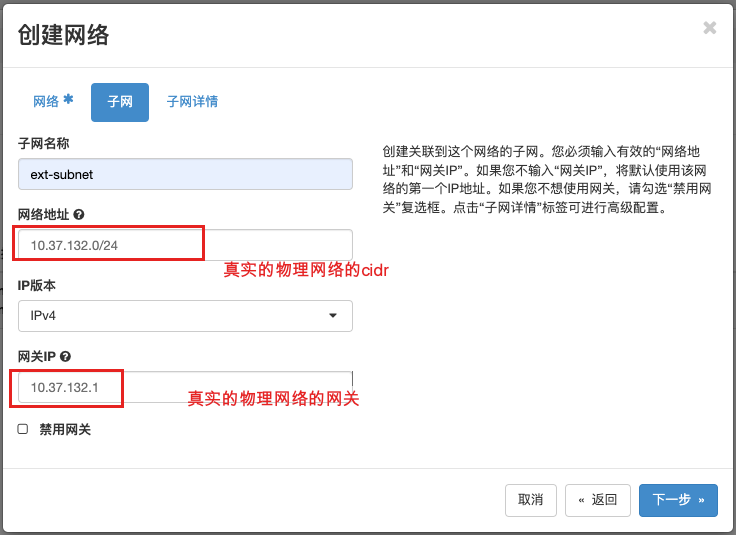 创建网络
×
网络 * 子网 子网详情
子网名称
ext-subnet
网络地址
10.37.132.0/24
真实的物理网络的cidr
IP版本
IPv4
网关IP
10.37.132.1
真实的物理网络的网关
禁用网关
创建关联到这个网络的子网。您必须输入有效的“网络地
址”和“网关IP”。如果您不输入“网关IP”，将默认使用该网
络的第一个IP地址。如果您不想使用网关，请勾选“禁用网
关”复选框。点击“子网详情”标签可进行高级配置。
取消 « 返回 下一步 »